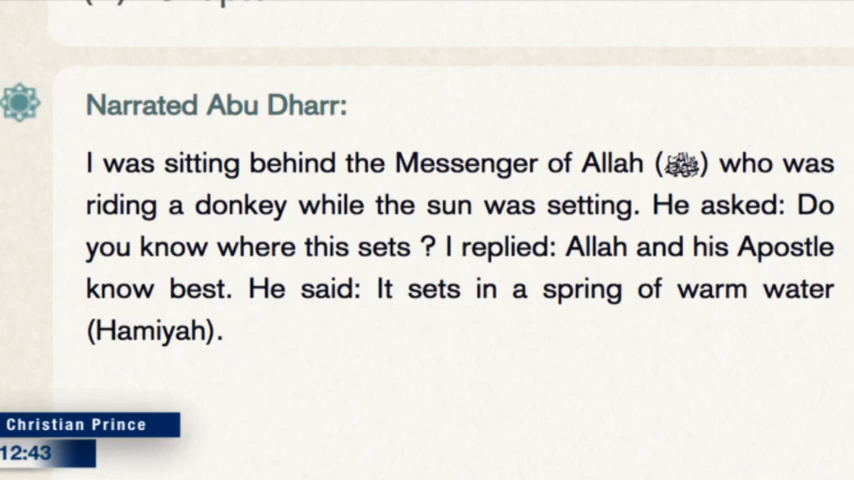 Narrated Abu Dharr:
I was sitting behind the Messenger of Allah (ﷺ) who was
riding a donkey while the sun was setting. He asked: Do
you know where this sets ? I replied: Allah and his Apostle
know best. He said: It sets in a spring of warm water
(Hamiyah).
Christian Prince
12:43